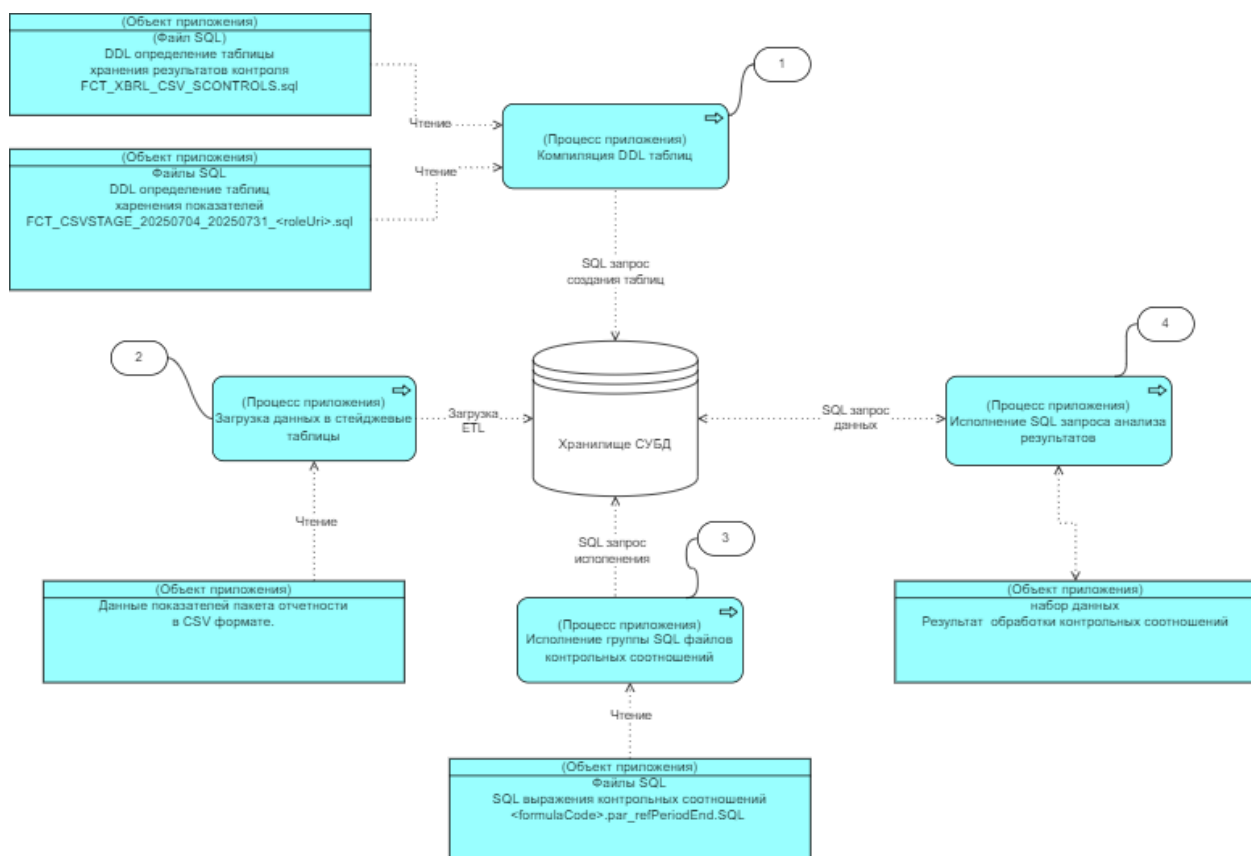 (Объект приложения)
(Файл SQL)
DDL определение таблицы
хранения результатов контроля
FCT_XBRL_CSV_SCONTROLS.sql
1
Чтение
(Процесс приложения)
Компиляция DDL таблиц
(Объект приложения)
Файлы SQL
DDL определение таблиц
харенения показателей
FCT_CSVSTAGE_20250704_20250731_<roleUri>.sql
Чтение
SQL запрос
создания таблиц
2
4
(Процесс приложения)
Загрузка данных в стейджевые
таблицы
Загрузка
ETL
Хранилище СУБД
SQL запрос
данных
(Процесс приложения)
Исполнение SQL запроса анализа
результатов
Чтение
SQL запрос
исполенения
3
(Объект приложения)
Данные показателей пакета отчетности
в CSV формате.
(Процесс приложения)
Исполнение группы SQL файлов
контрольных соотношений
(Объект приложения)
набор данных
Результат обработки контрольных соотношений
Чтение
(Объект приложения)
Файлы SQL
SQL выражения контрольных соотношений
<formulaCode>.par_refPeriodEnd.SQL